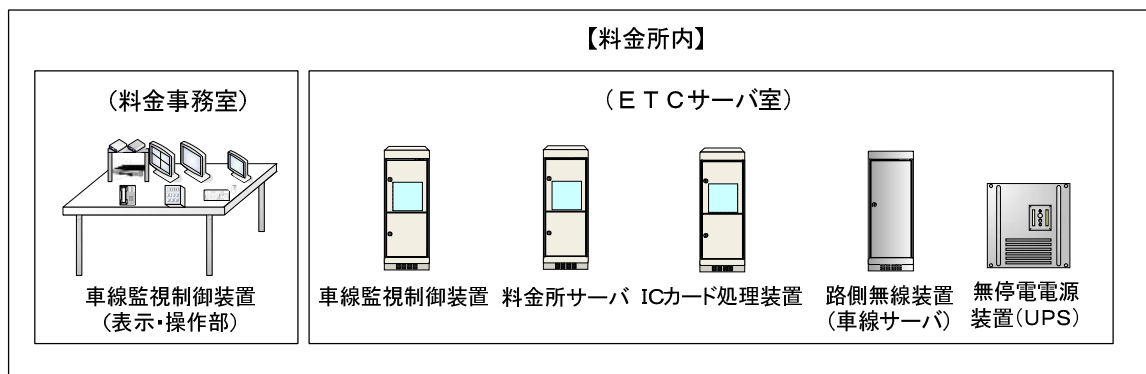 【料金所内】
(料金事務室)
(ETCサーバ室)
車線監視制御装置
(表示・操作部)
車線監視制御装置
料金所サーバ
ICカード処理装置
路側無線装置
(車線サーバ)
無停電電源
装置(UPS)